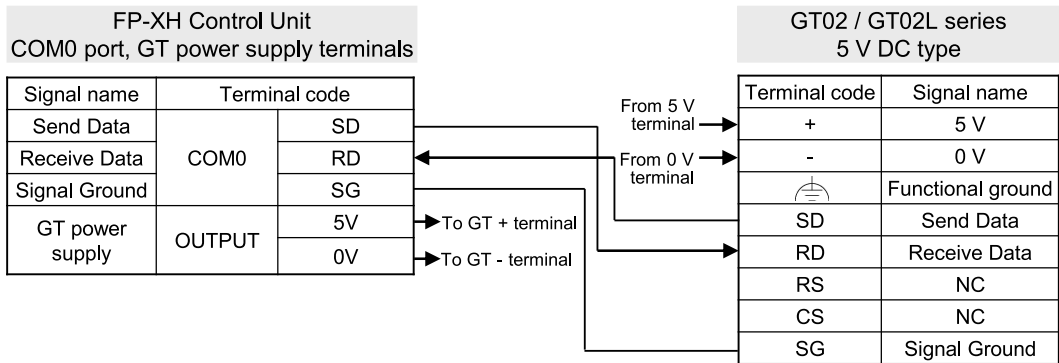 FP-XH Control Unit
COM0 port, GT power supply terminals
Signal name Terminal code
Send Data COM0 SD
Receive Data RD
Signal Ground SG
GT power supply OUTPUT 5V
0V
To GT + terminal
To GT - terminal
GT02 / GT02L series
5 V DC type
From 5 V
terminal
From 0 V
terminal
Terminal code Signal name
+ 5 V
- 0 V
Functional ground
SD Send Data
RD Receive Data
RS NC
CS NC
SG Signal Ground